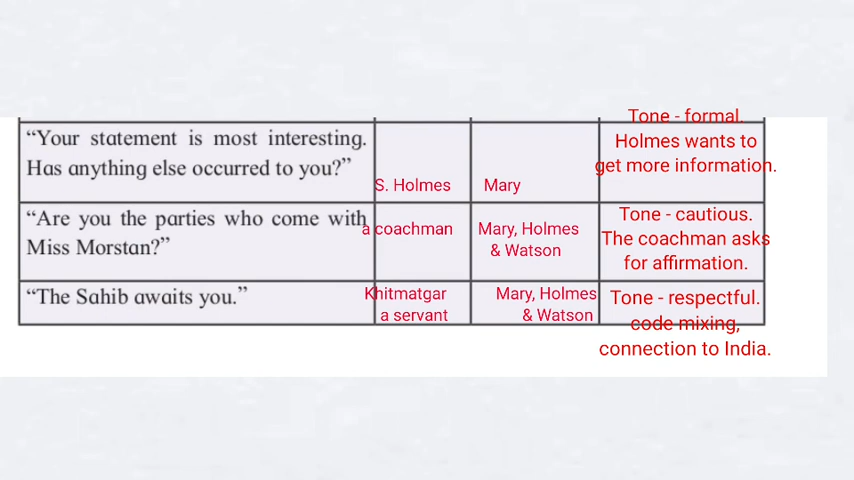 Tone - formal.
Holmes wants to
get more information.
“Your statement is most interesting.
Has anything else occurred to you?”
S. Holmes
Mary
“Are you the parties who come with
Miss Morstan?”
a coachman
Mary, Holmes
& Watson
Tone - cautious.
The coachman asks
for affirmation.
“The Sahib awaits you.”
Khitmatgar
a servant
Mary, Holmes
& Watson
Tone - respectful.
code mixing,
connection to India.